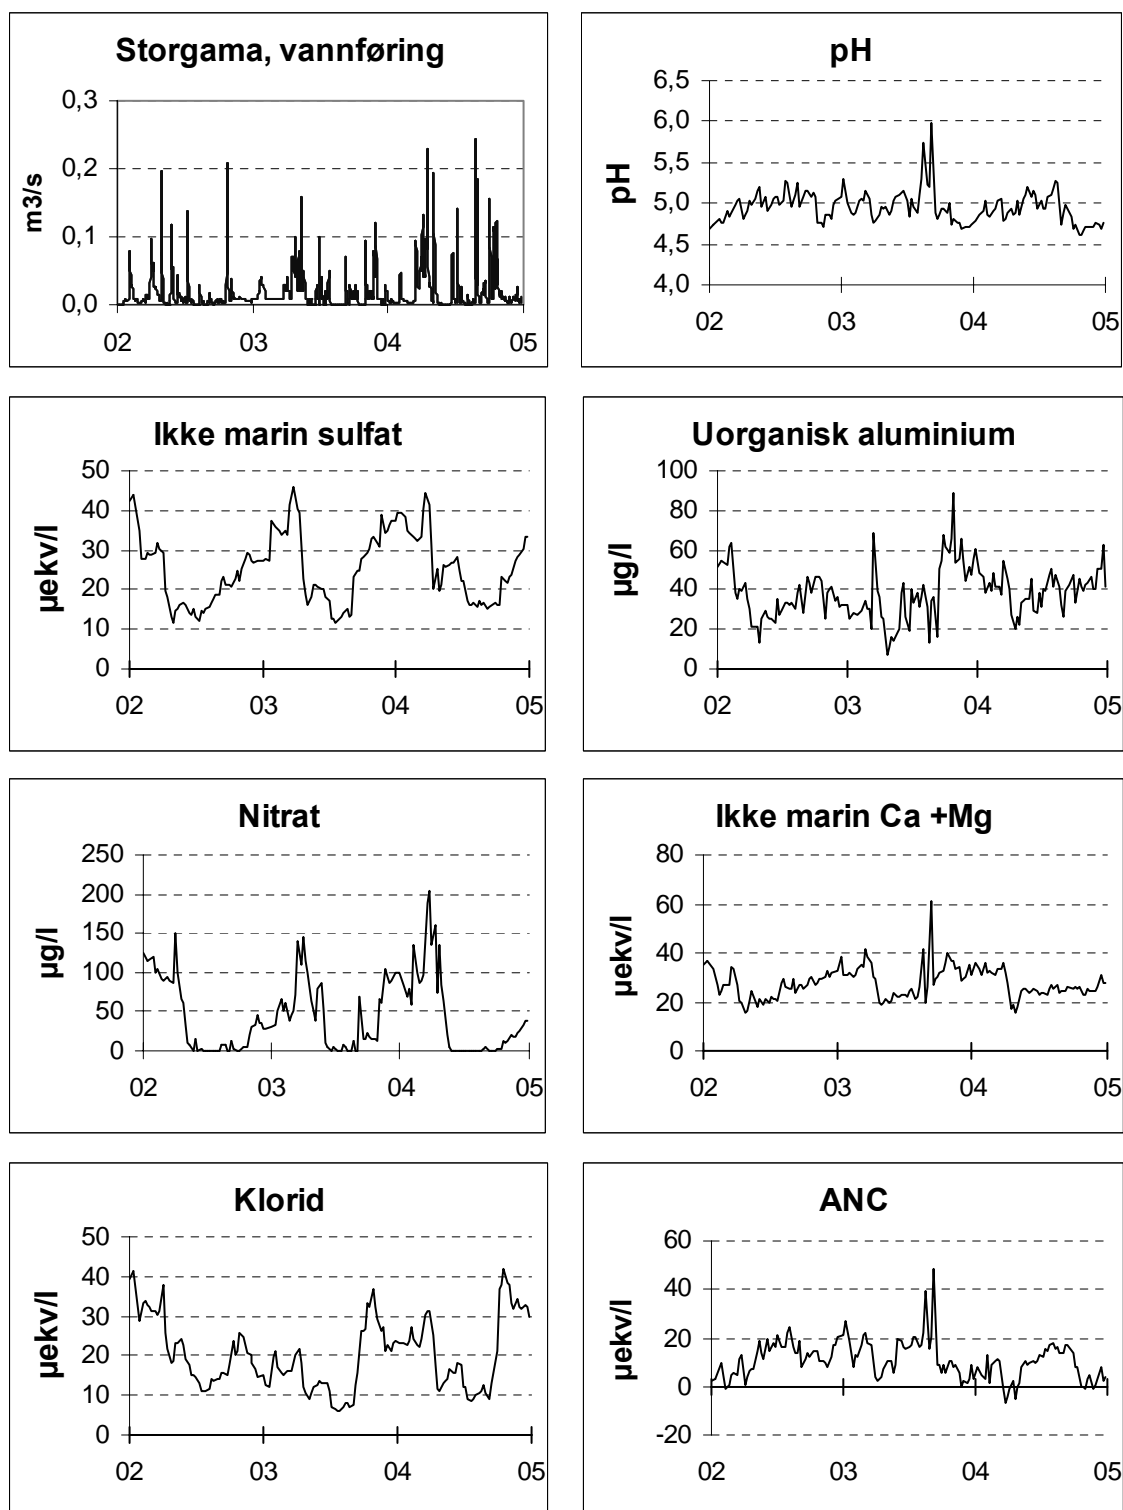 Storgama, vannføring
m3/s
0,3
0,2
0,1
0,0
02 03 04 05
pH
pH
6,5
6,0
5,5
5,0
4,5
4,0
02 03 04 05
Ikke marin sulfat
µekv/l
50
40
30
20
10
0
02 03 04 05
Uorganisk aluminium
µg/l
100
80
60
40
20
0
02 03 04 05
Nitrat
µg/l
250
200
150
100
50
0
02 03 04 05
Ikke marin Ca +Mg
µekv/l
80
60
40
20
0
02 03 04 05
Klorid
µekv/l
50
40
30
20
10
0
02 03 04 05
ANC
µekv/l
60
40
20
0
-20
02 03 04 05